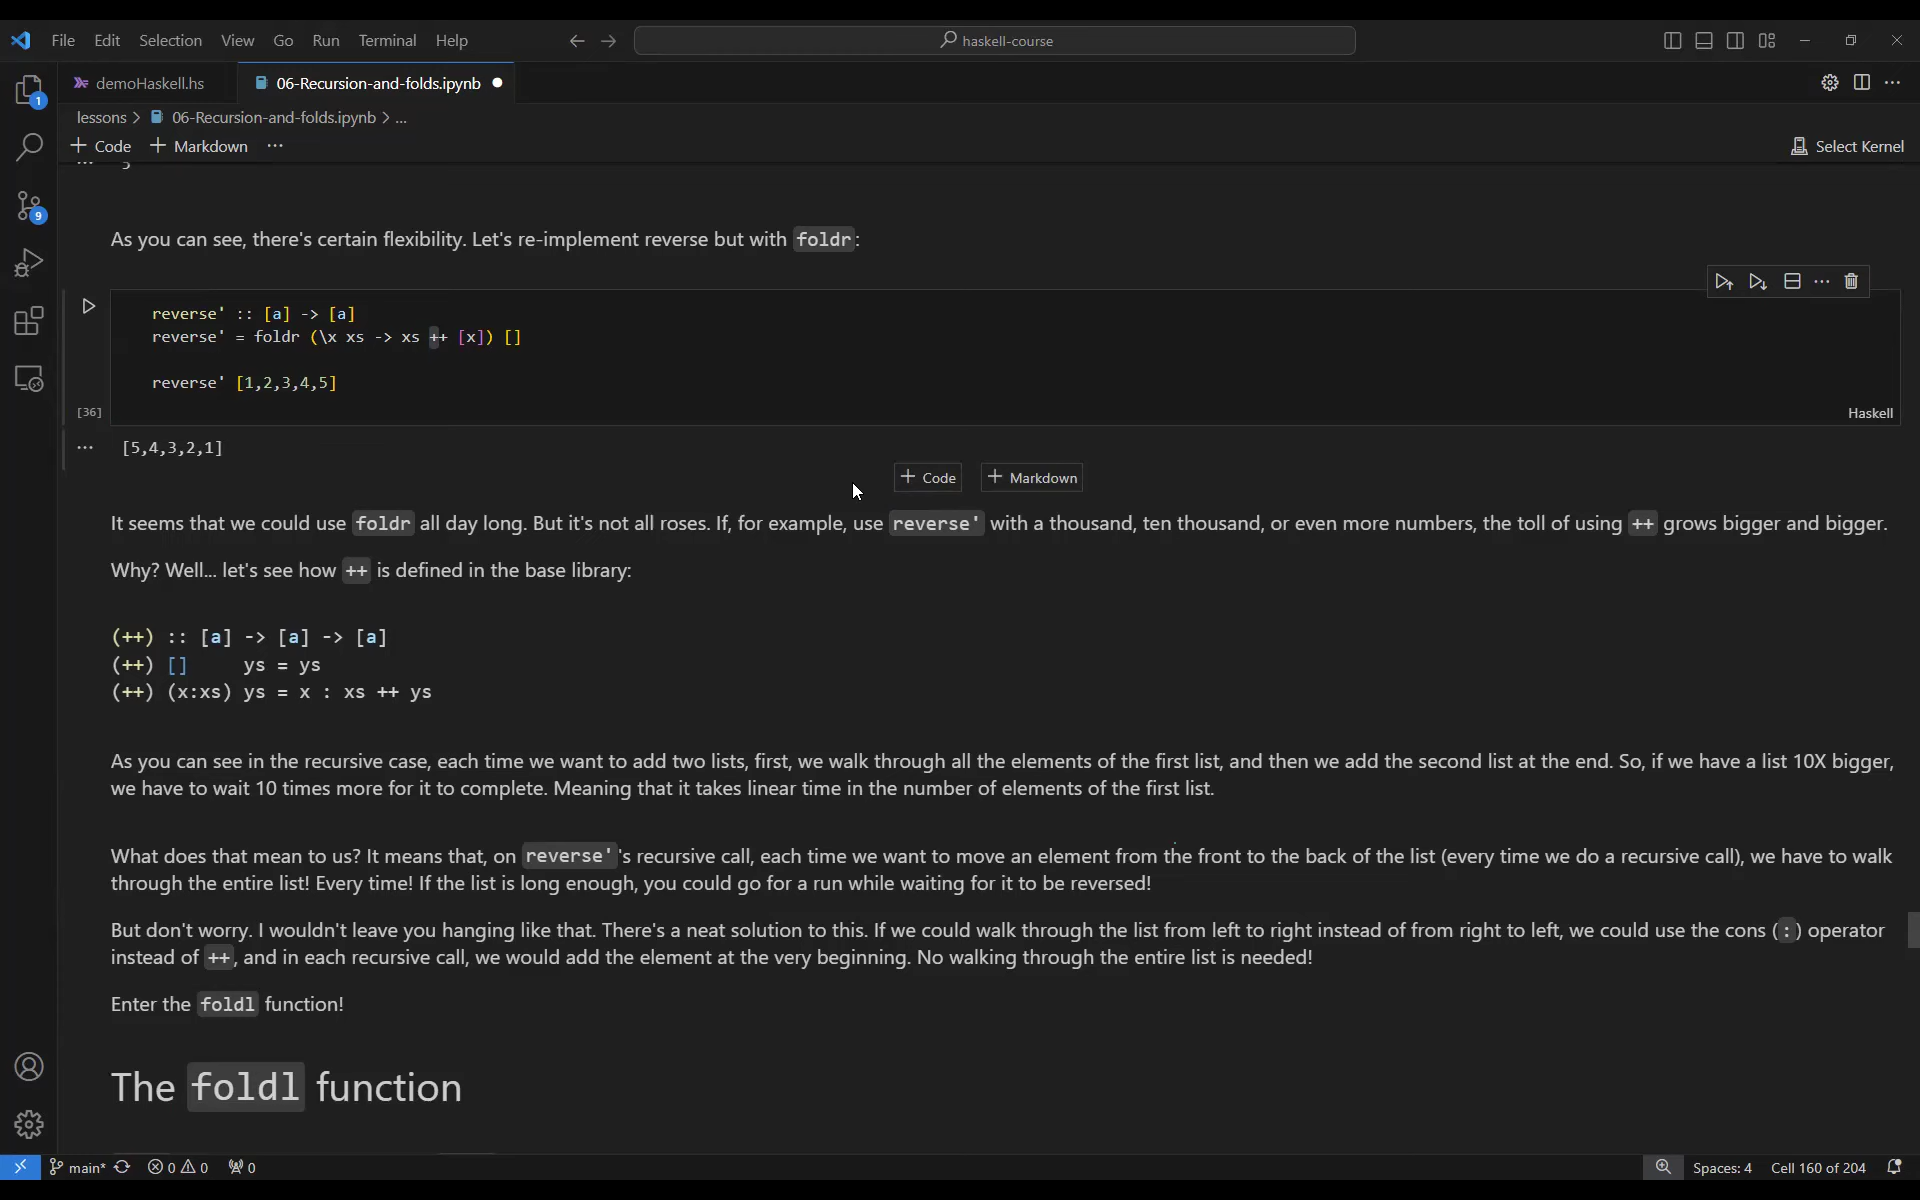 File Edit Selection View Go Run Terminal Help
haskell-course
demoHaskell.hs
06-Recursion-and-folds.ipynb
1
lessons > 06-Recursion-and-folds.ipynb > ...
+ Code + Markdown ...
Select Kernel
As you can see, there's certain flexibility. Let's re-implement reverse but with foldr:
9
reverse' :: [a] -> [a]
reverse' = foldr (\x xs -> xs ++ [x]) []
reverse' [1,2,3,4,5]
[36]
Haskell
[5,4,3,2,1]
+ Code + Markdown
It seems that we could use foldr all day long. But it's not all roses. If, for example, use reverse' with a thousand, ten thousand, or even more numbers, the toll of using ++ grows bigger and bigger.
Why? Well... let's see how ++ is defined in the base library:
(++) :: [a] -> [a] -> [a]
(++) [] ys = ys
(++) (x:xs) ys = x : xs ++ ys
As you can see in the recursive case, each time we want to add two lists, first, we walk through all the elements of the first list, and then we add the second list at the end. So, if we have a list 10X bigger,
we have to wait 10 times more for it to complete. Meaning that it takes linear time in the number of elements of the first list.
What does that mean to us? It means that, on reverse' 's recursive call, each time we want to move an element from the front to the back of the list (every time we do a recursive call), we have to walk
through the entire list! Every time! If the list is long enough, you could go for a run while waiting for it to be reversed!
But don't worry. I wouldn't leave you hanging like that. There's a neat solution to this. If we could walk through the list from left to right instead of from right to left, we could use the cons (:) operator
instead of ++, and in each recursive call, we would add the element at the very beginning. No walking through the entire list is needed!
Enter the foldl function!
The foldl function
main* 0 0 0
Spaces: 4 Cell 160 of 204